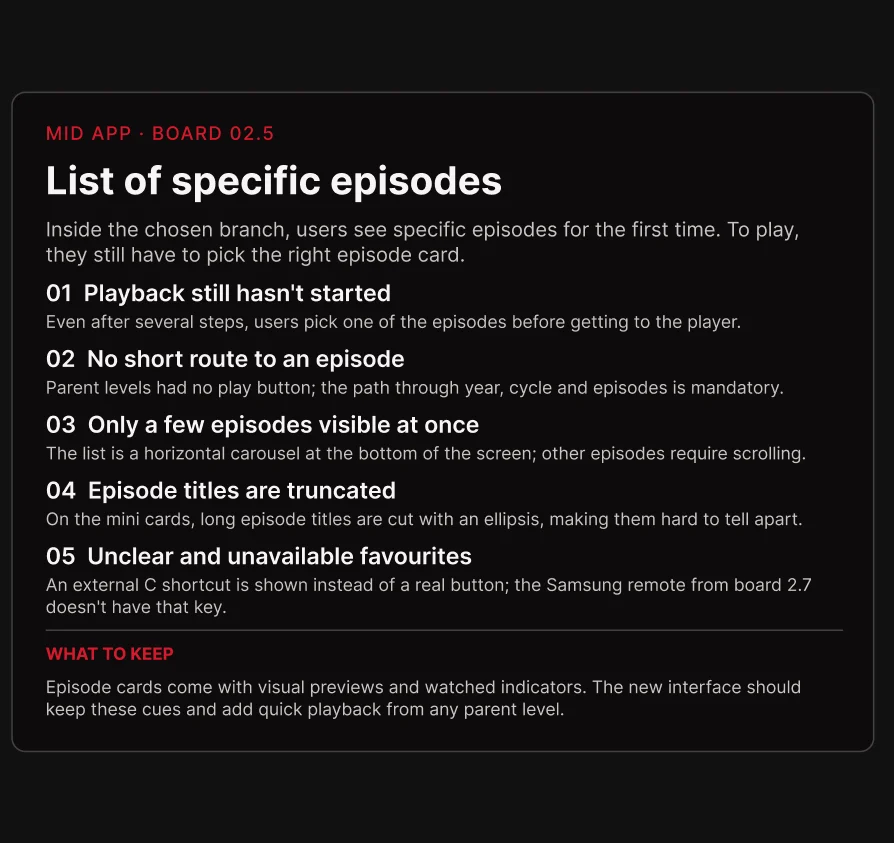 MID APP · BOARD 02.5
List of specific episodes
Inside the chosen branch, users see specific episodes for the first time. To play,
they still have to pick the right episode card.
01 Playback still hasn't started
Even after several steps, users pick one of the episodes before getting to the player.
02 No short route to an episode
Parent levels had no play button; the path through year, cycle and episodes is mandatory.
03 Only a few episodes visible at once
The list is a horizontal carousel at the bottom of the screen; other episodes require scrolling.
04 Episode titles are truncated
On the mini cards, long episode titles are cut with an ellipsis, making them hard to tell apart.
05 Unclear and unavailable favourites
An external C shortcut is shown instead of a real button; the Samsung remote from board 2.7
doesn't have that key.
WHAT TO KEEP
Episode cards come with visual previews and watched indicators. The new interface should
keep these cues and add quick playback from any parent level.